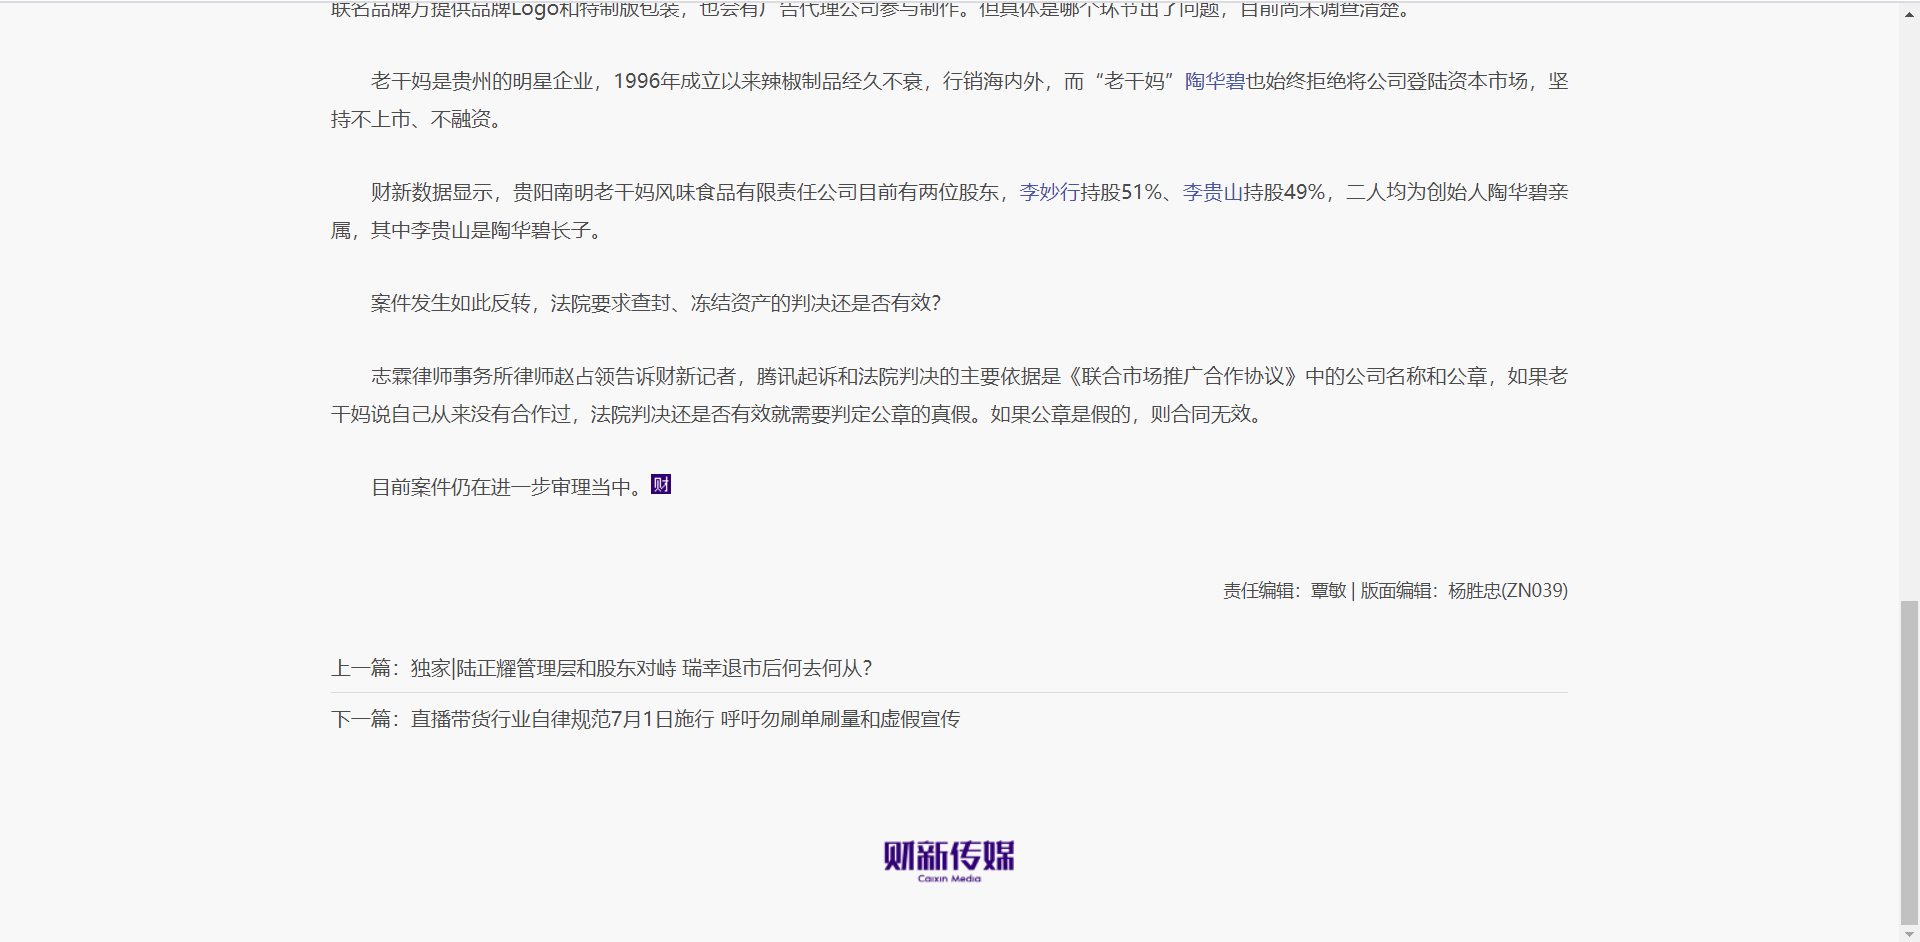 联名品牌方提供品牌Logo和特制版包装，也会有广告代理公司参与制作。但具体是哪个环节出了问题，目前尚未调查清楚。
老干妈是贵州的明星企业，1996年成立以来辣椒制品经久不衰，行销海内外，而“老干妈”陶华碧也始终拒绝将公司登陆资本市场，坚
持不上市、不融资。
财新数据显示，贵阳南明老干妈风味食品有限责任公司目前有两位股东，李妙行持股51%、李贵山持股49%，二人均为创始人陶华碧亲
属，其中李贵山是陶华碧长子。
案件发生如此反转，法院要求查封、冻结资产的判决还是否有效？
志霖律师事务所律师赵占领告诉财新记者，腾讯起诉和法院判决的主要依据是《联合市场推广合作协议》中的公司名称和公章，如果老
干妈说自己从来没有合作过，法院判决还是否有效就需要判定公章的真假。如果公章是假的，则合同无效。
目前案件仍在进一步审理当中。财
责任编辑：覃敏 | 版面编辑：杨胜忠(ZN039)
上一篇：独家|陆正耀管理层和股东对峙 瑞幸退市后何去何从？
下一篇：直播带货行业自律规范7月1日施行 呼吁勿刷单刷量和虚假宣传
财新传媒
Caixin Media